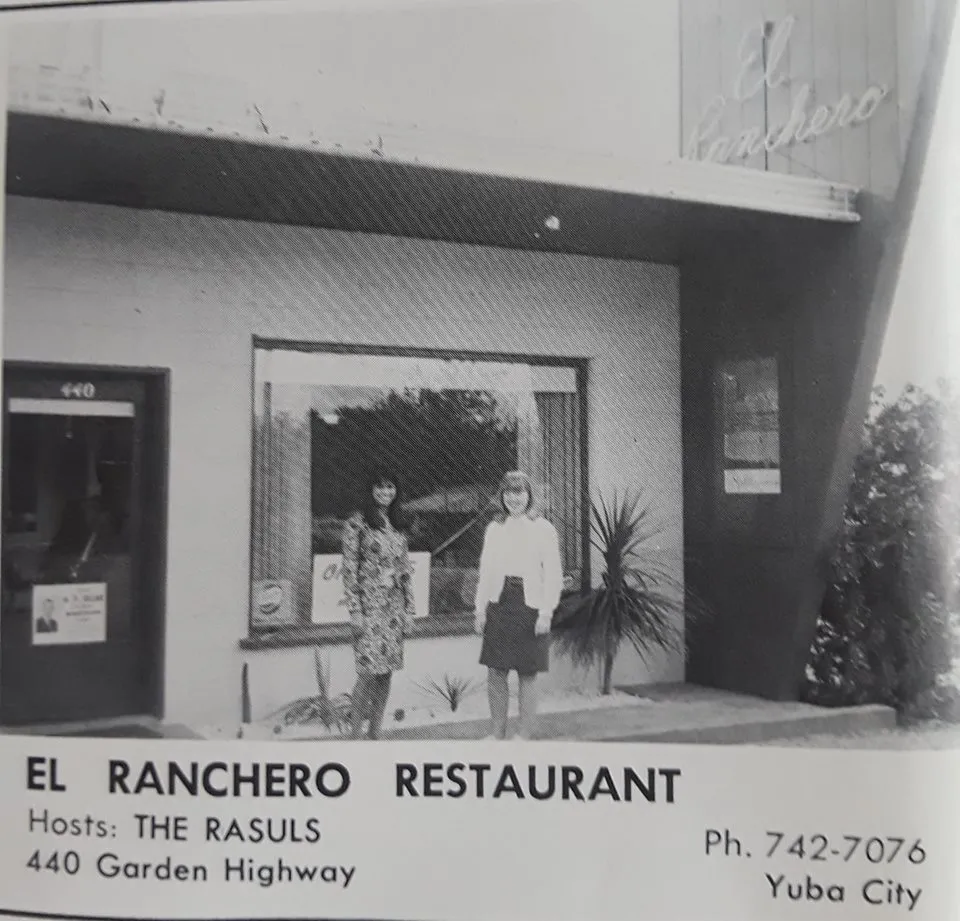 El
Ranchero
440
EL RANCHERO RESTAURANT
Hosts: THE RASULS
440 Garden Highway
Ph. 742-7076
Yuba City